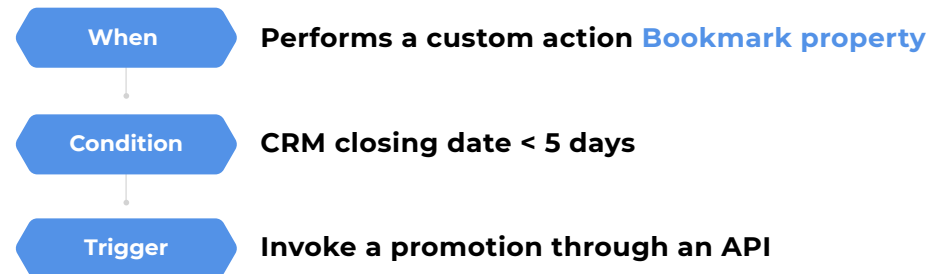 When Performs a custom action Bookmark property
Condition CRM closing date < 5 days
Trigger Invoke a promotion through an API